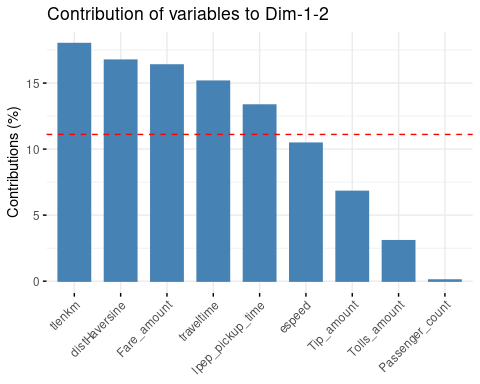 Contribution of variables to Dim-1-2
Contributions (%)
15
10
5
0
tlenkm
distHaversine
Fare_amount
traveltime
lpep_pickup_time
espeed
Tip_amount
Tolls_amount
Passenger_count